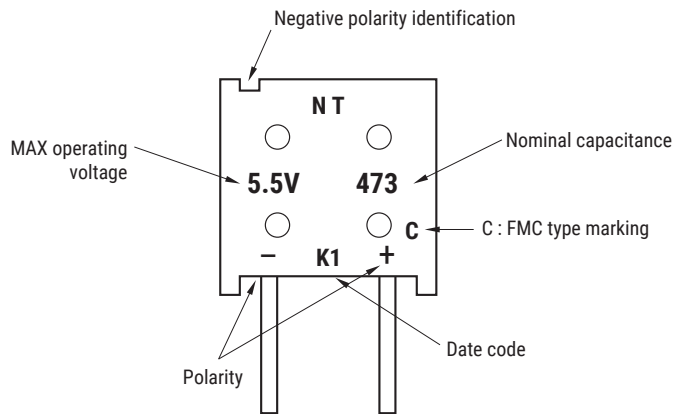 Negative polarity identification
N T
MAX operating
voltage
5.5V
473
Nominal capacitance
C
C : FMC type marking
–
K1
+
Date code
Polarity